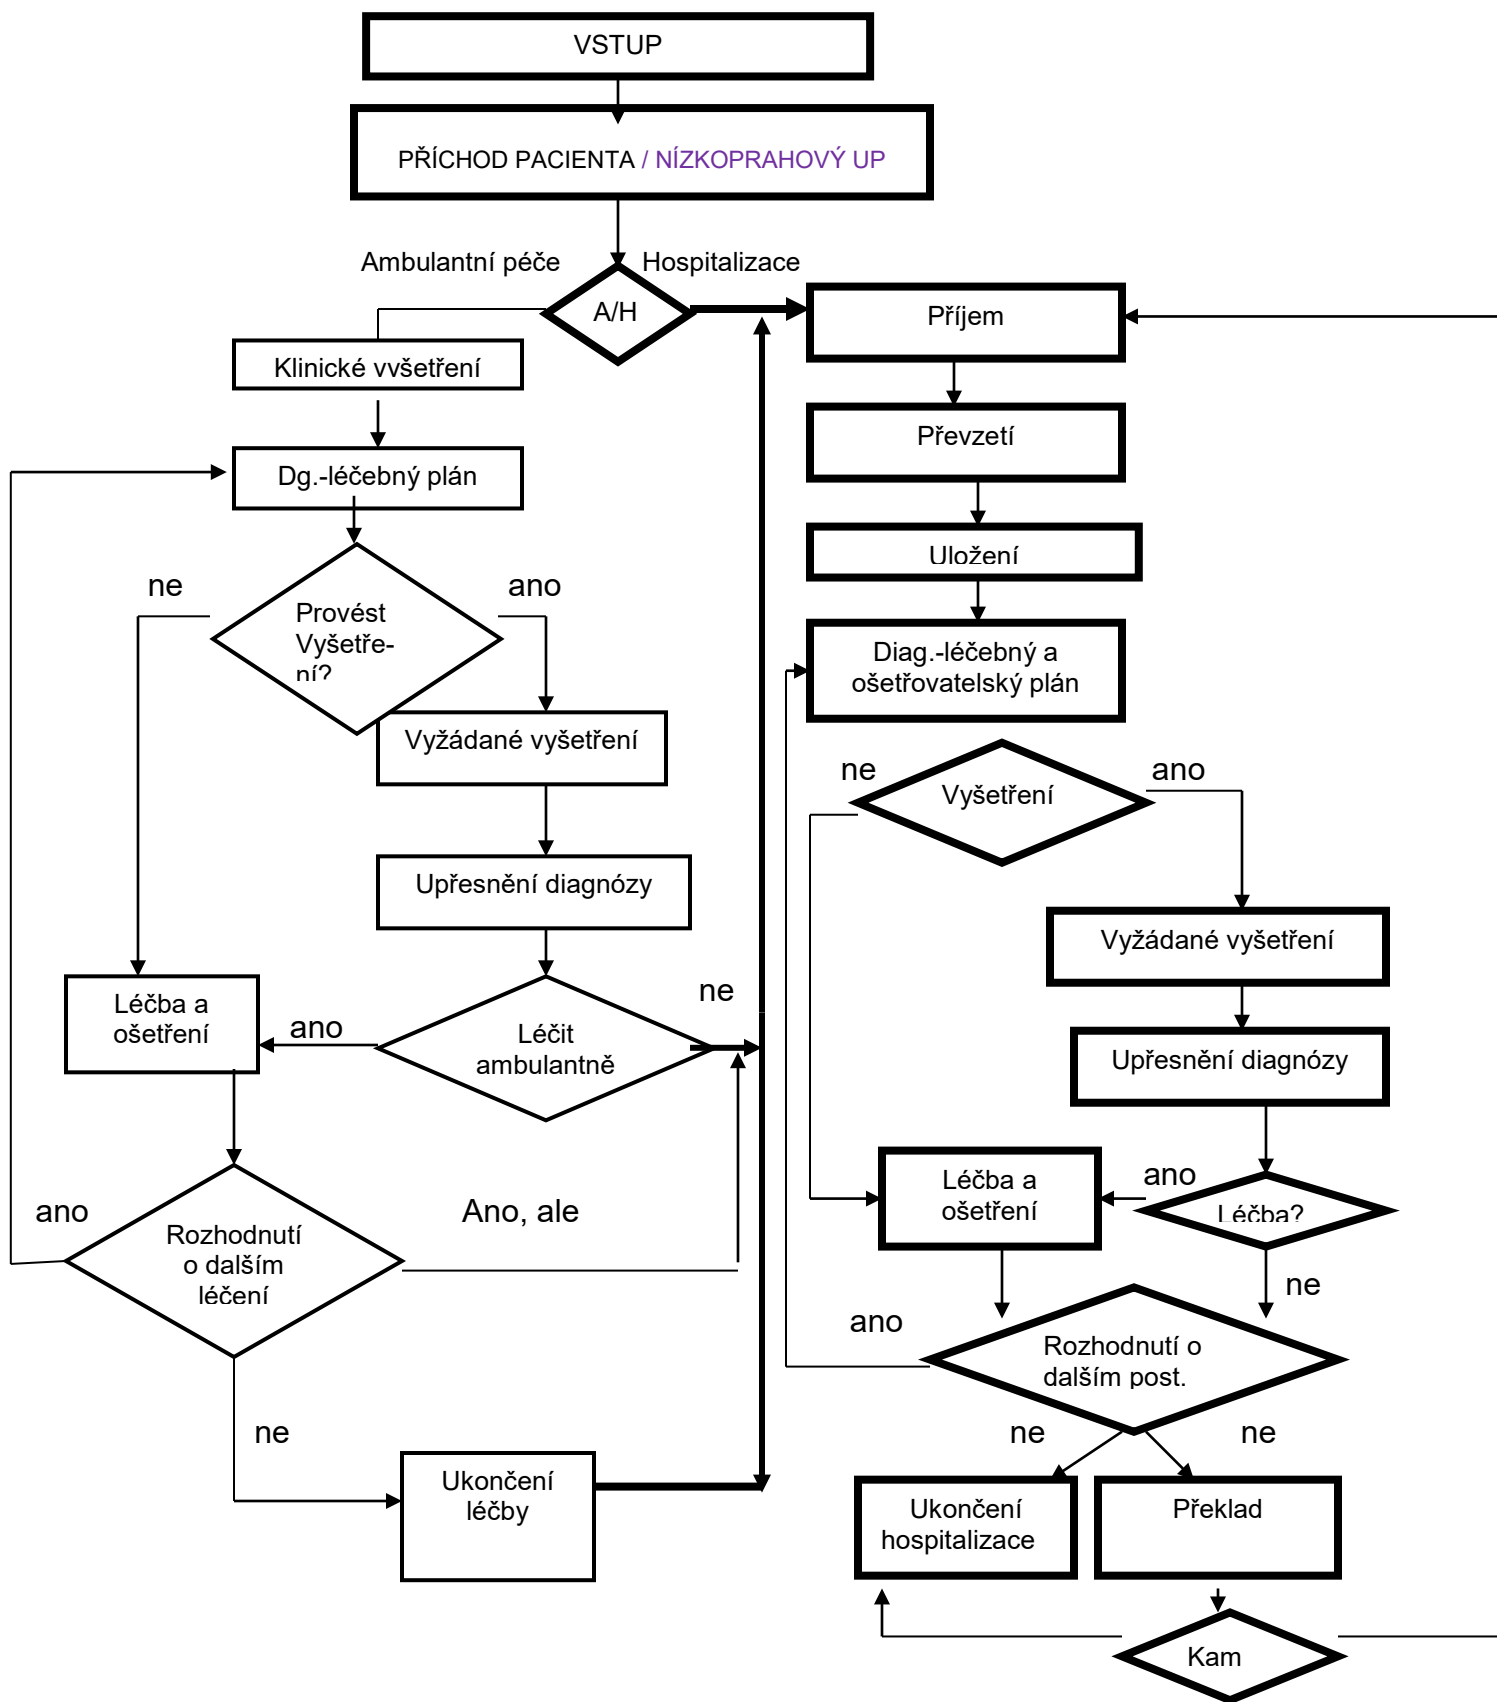 VSTUP
PŘÍCHOD PACIENTA / NÍZKOPRAHOVÝ UP
Ambulantní péče
Hospitalizace
A/H
Příjem
Klinické vvšetření
Převzetí
Dg.-léčebný plán
Uložení
ne
ano
Provést
Vyšetře-
ní?
Diag.-léčebný a
ošetřovatelský plán
Vyžádané vyšetření
ne
ano
Vyšetření
Upřesnění diagnózy
Vyžádané vyšetření
ne
Léčba a
ošetření
ano
Léčit
ambulantně
Upřesnění diagnózy
Léčba a
ošetření
ano
Léčba?
ano
Ano, ale
Rozhodnutí
o dalším
léčení
ne
ano
Rozhodnutí o
dalším post.
ne
ne
ne
Ukončení
léčby
Ukončení
hospitalizace
Překlad
Kam